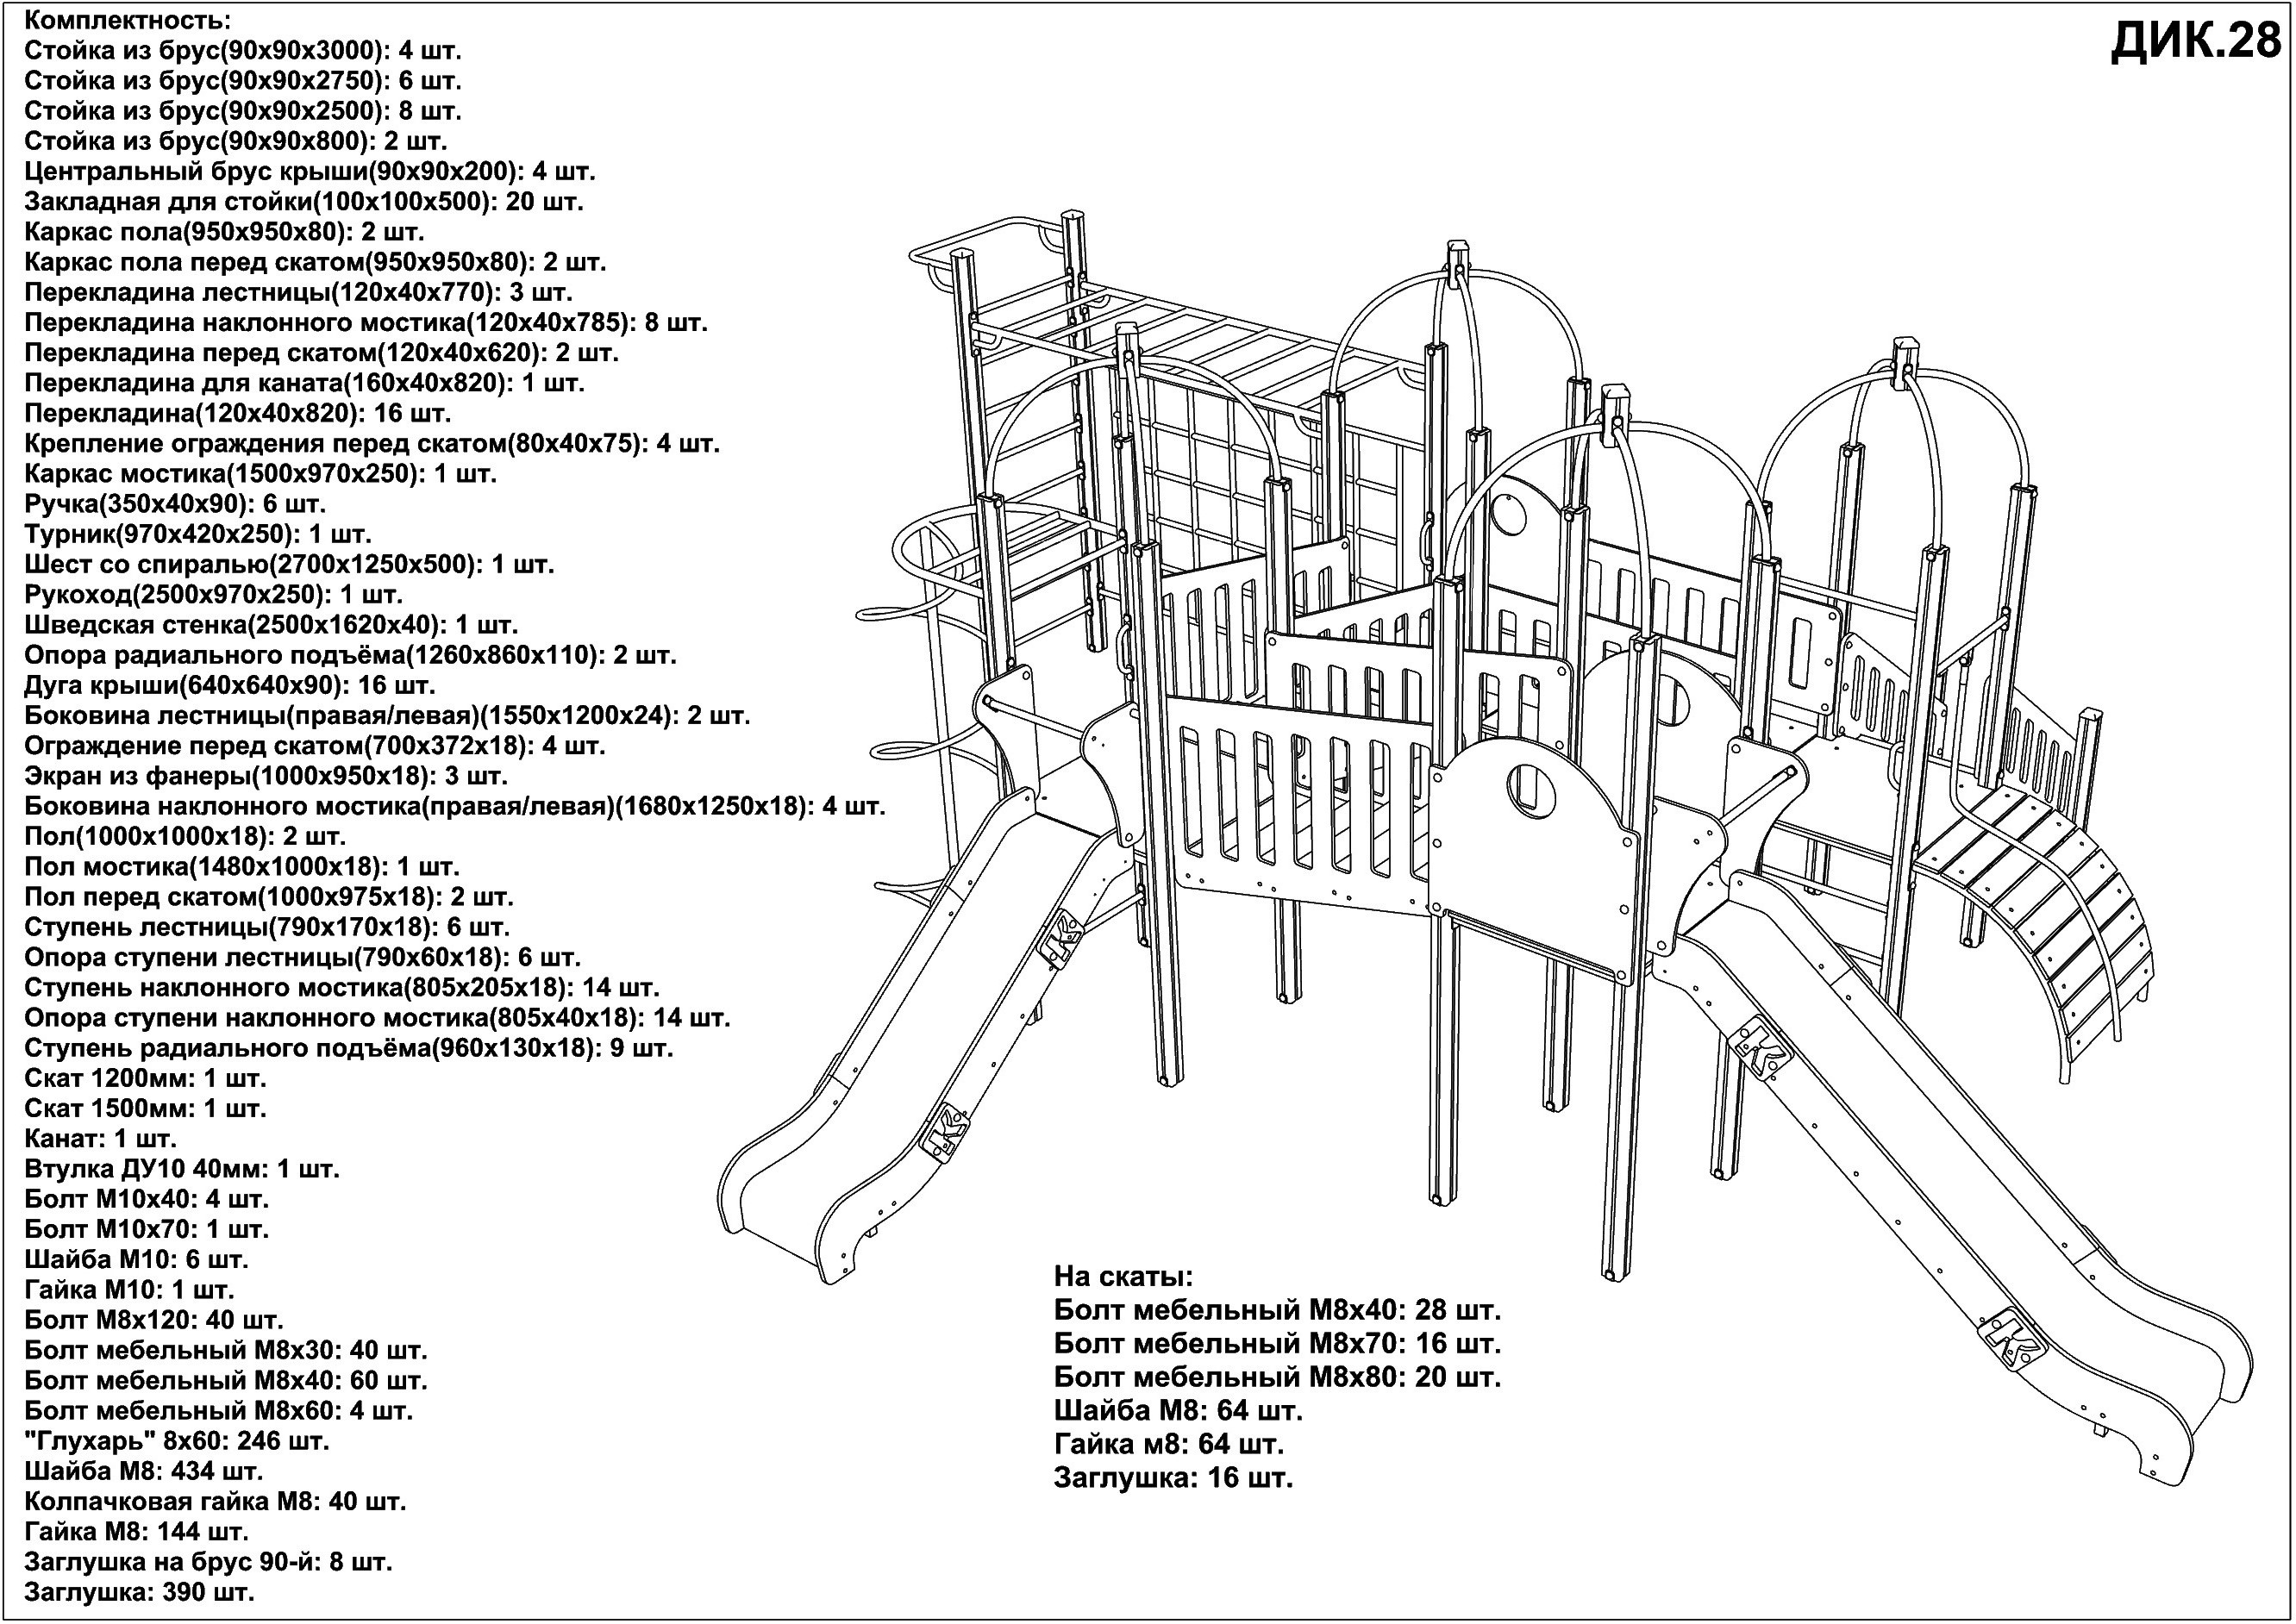 Комплектность:
Стойка из брус(90х90х3000): 4 шт.
Стойка из брус(90х90х2750): 6 шт.
Стойка из брус(90х90х2500): 8 шт.
Стойка из брус(90х90х800): 2 шт.
Центральный брус крыши(90х90х200): 4 шт.
Закладная для стойки(100х100х500): 20 шт.
Каркас пола(950х950х80): 2 шт.
Каркас пола перед скатом(950х950х80): 2 шт.
Перекладина лестницы(120х40х770): 3 шт.
Перекладина наклонного мостика(120х40х785): 8 шт.
Перекладина перед скатом(120х40х620): 2 шт.
Перекладина для каната(160х40х820): 1 шт.
Перекладина(120х40х820): 16 шт.
Крепление ограждения перед скатом(80х40х75): 4 шт.
Каркас мостика(1500х970х250): 1 шт.
Ручка(350х40х90): 6 шт.
Турник(970х420х250): 1 шт.
Шест со спиралью(2700х1250х500): 1 шт.
Рукоход(2500х970х250): 1 шт.
Шведская стенка(2500х1620х40): 1 шт.
Опора радиального подъёма(1260х860х110): 2 шт.
Дуга крыши(640х640х90): 16 шт.
Боковина лестницы(правая/левая)(1550х1200х24): 2 шт.
Ограждение перед скатом(700х372х18): 4 шт.
Экран из фанеры(1000х950х18): 3 шт.
Боковина наклонного мостика(правая/левая)(1680х1250х18): 4 шт.
Пол(1000х1000х18): 2 шт.
Пол мостика(1480х1000х18): 1 шт.
Пол перед скатом(1000х975х18): 2 шт.
Ступень лестницы(790х170х18): 6 шт.
Опора ступени лестницы(790х60х18): 6 шт.
Ступень наклонного мостика(805х205х18): 14 шт.
Опора ступени наклонного мостика(805х40х18): 14 шт.
Ступень радиального подъёма(960х130х18): 9 шт.
Скат 1200мм: 1 шт.
Скат 1500мм: 1 шт.
Канат: 1 шт.
Втулка ДУ10 40мм: 1 шт.
Болт М10х40: 4 шт.
Болт М10х70: 1 шт.
Шайба М10: 6 шт.
Гайка М10: 1 шт.
Болт М8х120: 40 шт.
Болт мебельный М8х30: 40 шт.
Болт мебельный М8х40: 60 шт.
Болт мебельный М8х60: 4 шт.
"Глухарь" 8х60: 246 шт.
Шайба М8: 434 шт.
Колпачковая гайка М8: 40 шт.
Гайка М8: 144 шт.
Заглушка на брус 90-й: 8 шт.
Заглушка: 390 шт.
ДИК.28
На скаты:
Болт мебельный М8х40: 28 шт.
Болт мебельный М8х70: 16 шт.
Болт мебельный М8х80: 20 шт.
Шайба М8: 64 шт.
Гайка м8: 64 шт.
Заглушка: 16 шт.